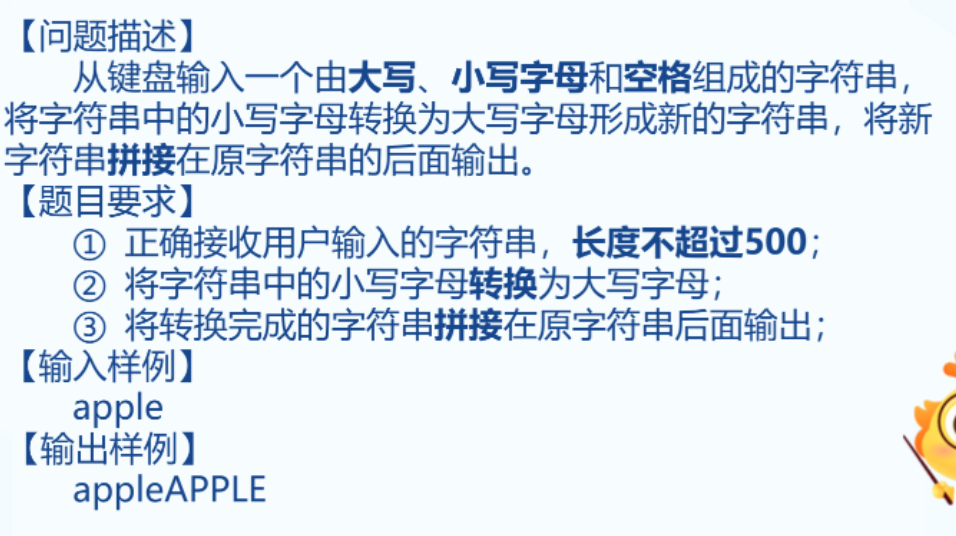 【问题描述】
从键盘输入一个由大写、小写字母和空格组成的字符串，
将字符串中的小写字母转换为大写字母形成新的字符串，将新
字符串拼接在原字符串的后面输出。
【题目要求】
① 正确接收用户输入的字符串，长度不超过500；
② 将字符串中的小写字母转换为大写字母；
③ 将转换完成的字符串拼接在原字符串后面输出；
【输入样例】
apple
【输出样例】
appleAPPLE